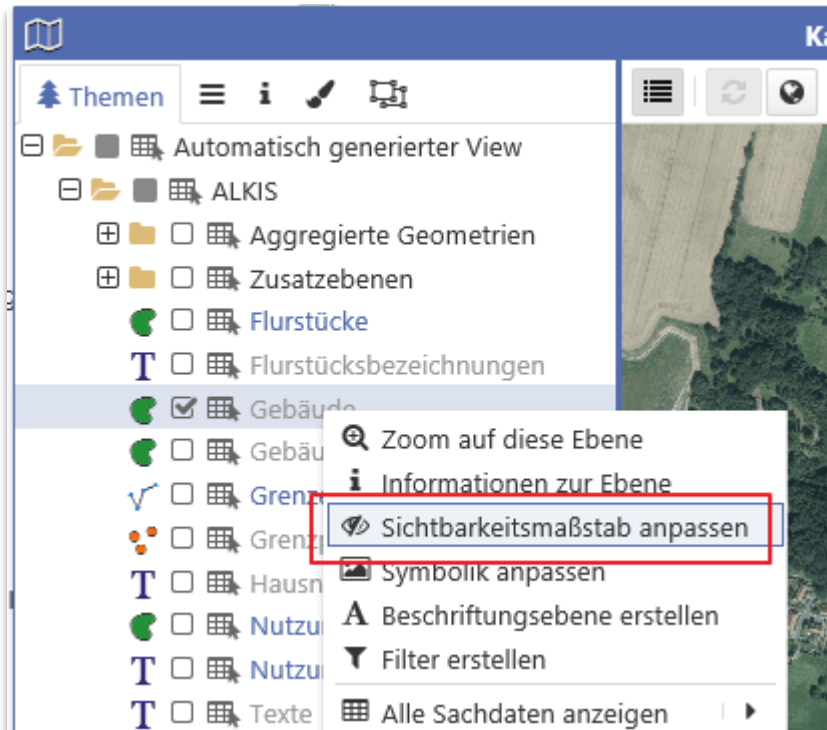 Themen
Automatisch generierter View
ALKIS
Aggregierte Geometrien
Zusatzebenen
Flurstücke
T Flurstücksbezeichnungen
Gebäude
Zoom auf diese Ebene
Informationen zur Ebene
Sichtbarkeitsmaßstab anpassen
Symbolik anpassen
A Beschriftungsebene erstellen
Filter erstellen
T Texte
Alle Sachdaten anzeigen